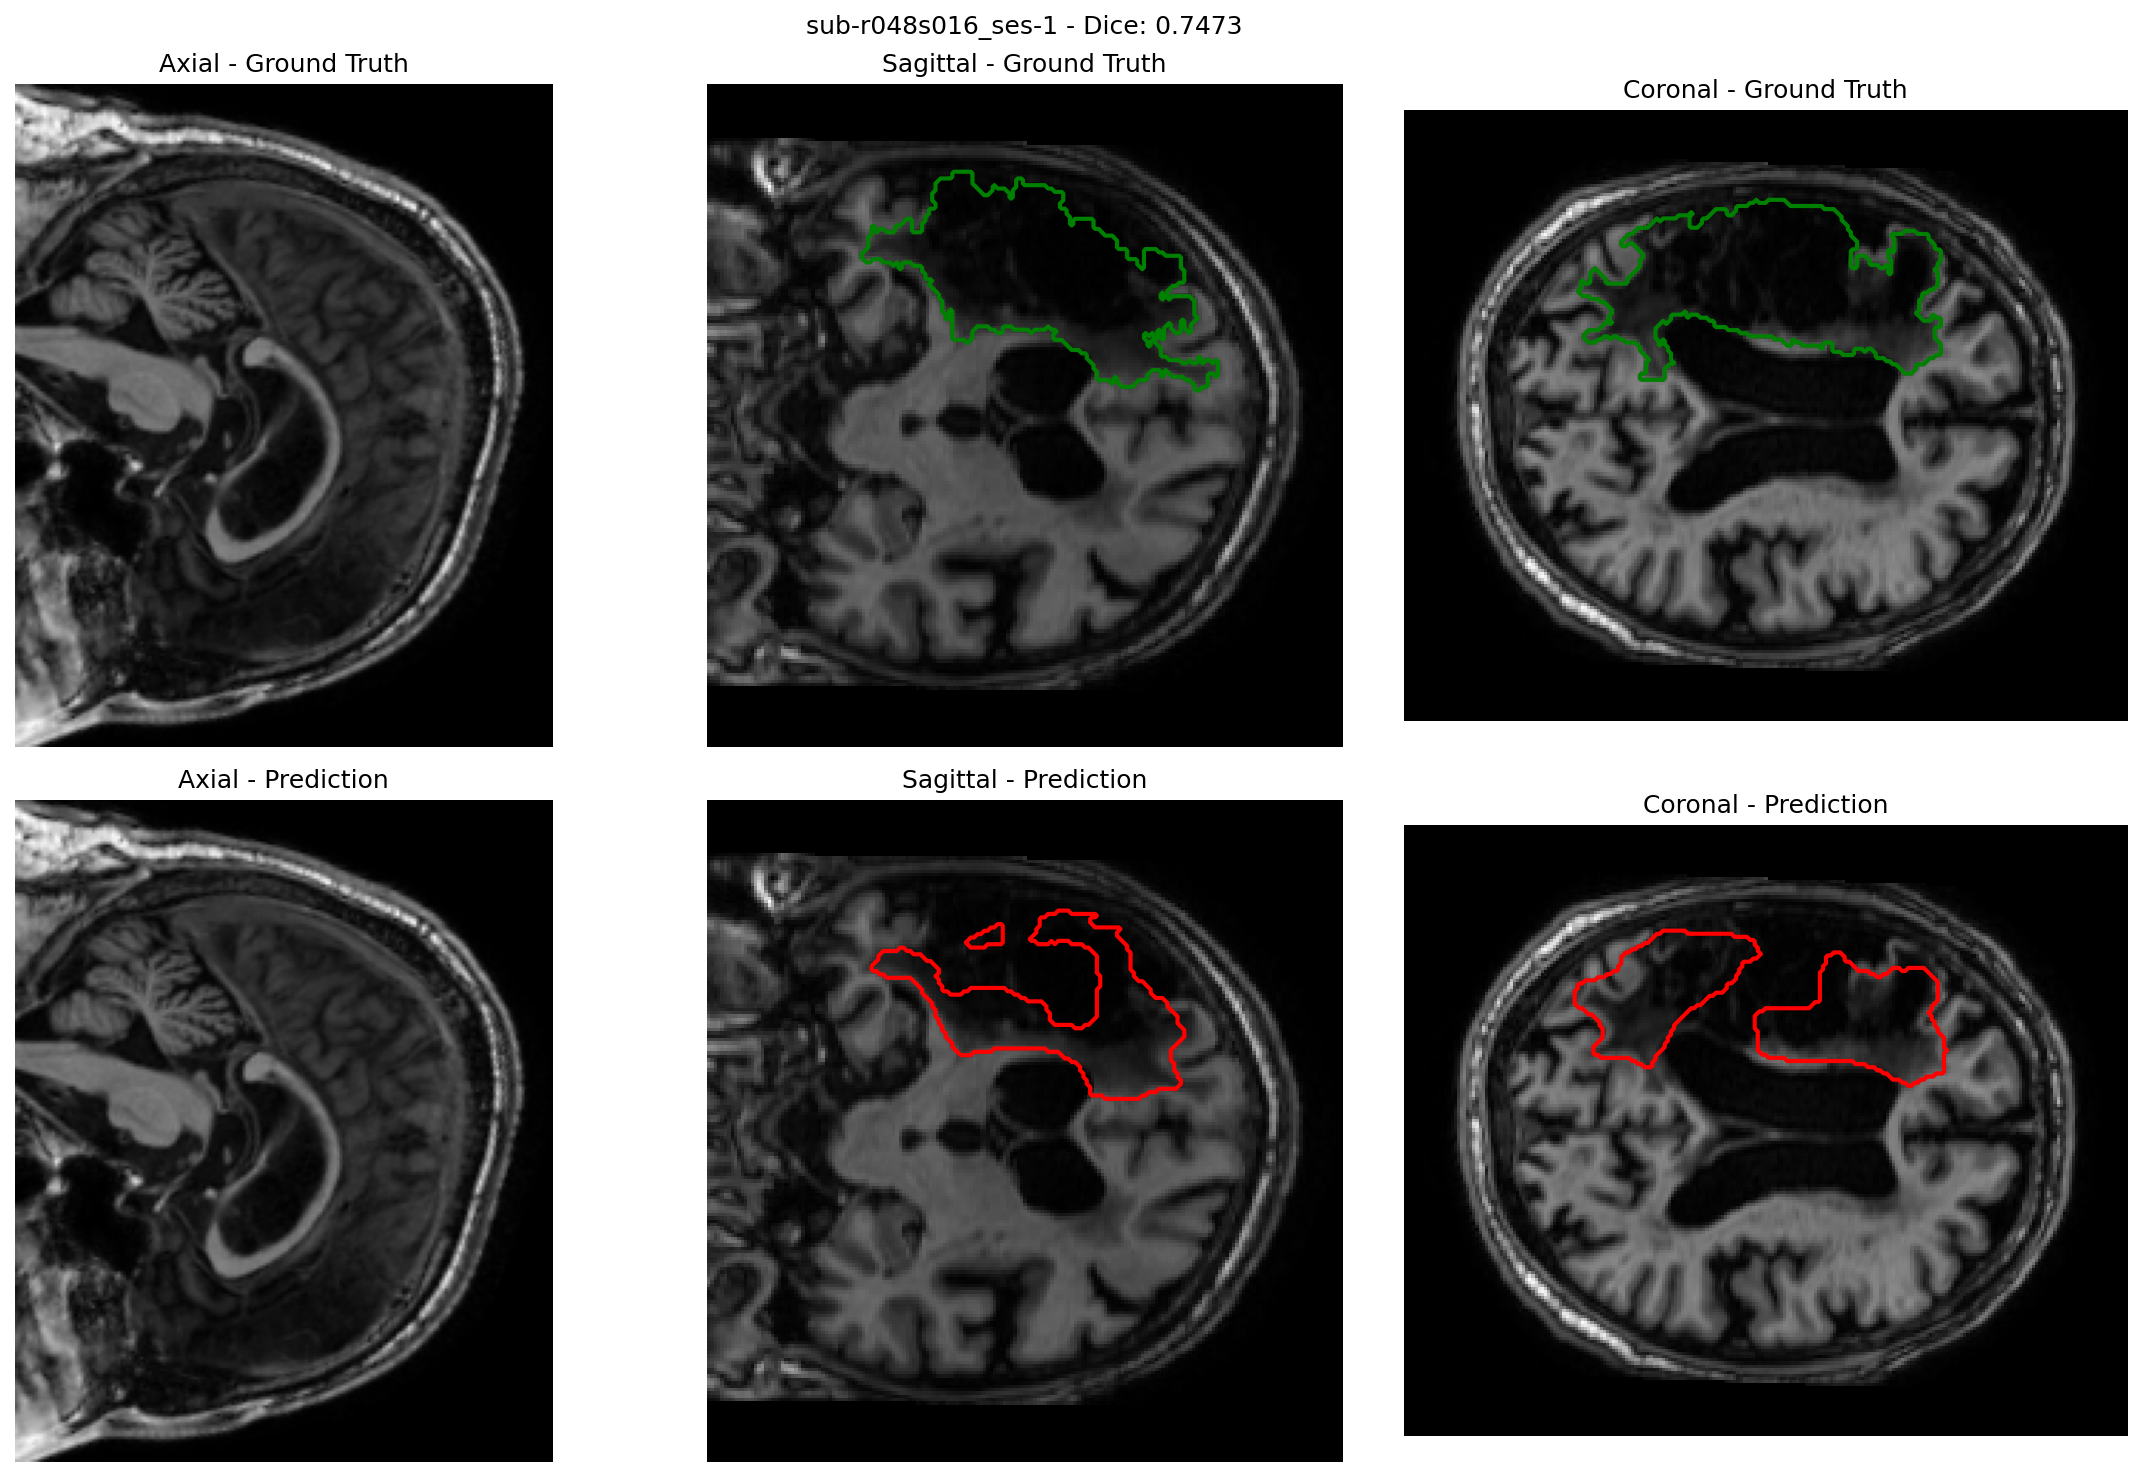 sub-r048s016_ses-1 - Dice: 0.7473
Axial - Ground Truth
Sagittal - Ground Truth
Coronal - Ground Truth
Axial - Prediction
Sagittal - Prediction
Coronal - Prediction